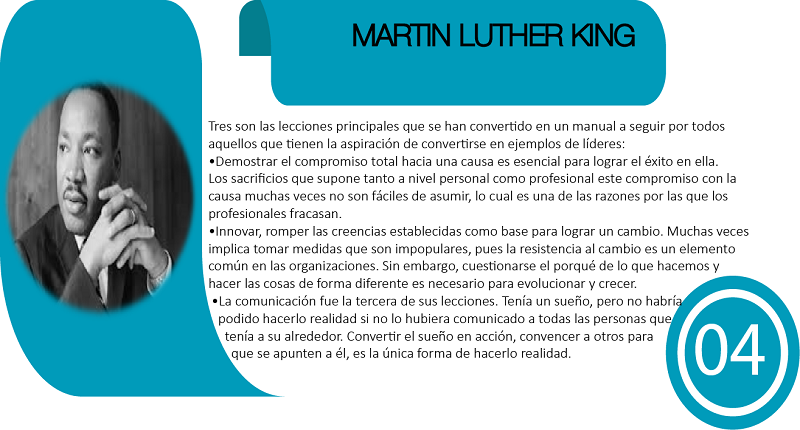 MARTIN LUTHER KING
Tres son las lecciones principales que se han convertido en un manual a seguir por todos
aquellos que tienen la aspiración de convertirse en ejemplos de líderes:
•Demostrar el compromiso total hacia una causa es esencial para lograr el éxito en ella.
Los sacrificios que supone tanto a nivel personal como profesional este compromiso con la
causa muchas veces no son fáciles de asumir, lo cual es una de las razones por las que los
profesionales fracasan.
•Innovar, romper las creencias establecidas como base para lograr un cambio. Muchas veces
implica tomar medidas que son impopulares, pues la resistencia al cambio es un elemento
común en las organizaciones. Sin embargo, cuestionarse el porqué de lo que hacemos y
hacer las cosas de forma diferente es necesario para evolucionar y crecer.
•La comunicación fue la tercera de sus lecciones. Tenía un sueño, pero no habría
podido hacerlo realidad si no lo hubiera comunicado a todas las personas que
tenía a su alrededor. Convertir el sueño en acción, convencer a otros para
que se apunten a él, es la única forma de hacerlo realidad.
04